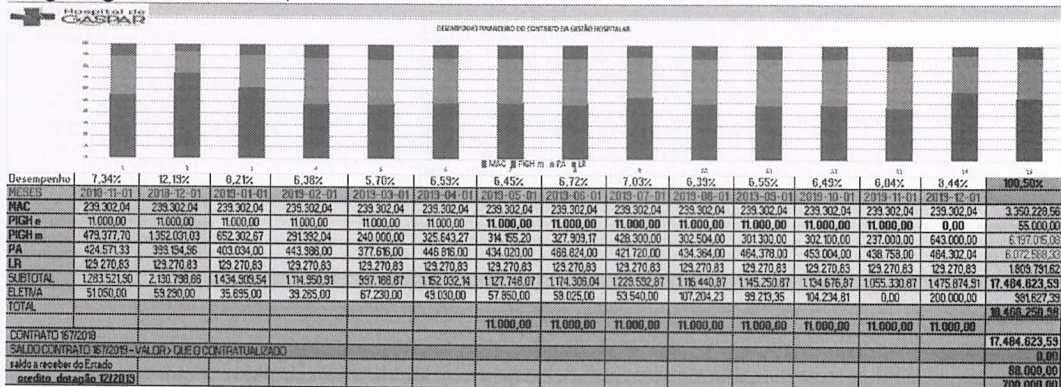 Hospital de
GASPAR
DESEMPENHO FINANCEIRO DO CONTRATO DA GESTÃO HOSPITALAR
MAC PIGH m PA LR
Desempenho 7,34% 12,19% 8,21% 6,38% 5,70% 6,59% 6,45% 6,72% 7,03% 6,39% 6,55% 6,49% 6,04% 8,44% 100,50%
MESES 2018-11-01 2018-12-01 2019-01-01 2019-02-01 2019-03-01 2019-04-01 2019-05-01 2019-06-01 2019-07-01 2019-08-01 2019-09-01 2019-10-01 2019-11-01 2019-12-01
MAC 239.302,04 239.302,04 239.302,04 239.302,04 239.302,04 239.302,04 239.302,04 239.302,04 239.302,04 239.302,04 239.302,04 239.302,04 239.302,04 239.302,04 3.350.228,56
PIGH e 11.000,00 11.000,00 11.000,00 11.000,00 11.000,00 11.000,00 11.000,00 11.000,00 11.000,00 11.000,00 11.000,00 11.000,00 11.000,00 0,00 55.000,00
PIGH m 479.377,70 1.352.031,03 652.302,67 291.392,04 240.000,00 325.643,27 314.155,20 327.909,17 428.300,00 302.504,00 301.300,00 302.100,00 237.000,00 643.000,00 6.197.015,08
PA 424.571,33 399.194,96 403.034,00 443.986,00 377.616,00 446.816,00 434.020,00 466.824,00 421.720,00 434.364,00 464.378,00 453.004,00 438.758,00 464.302,04 6.072.588,33
LR 129.270,83 129.270,83 129.270,83 129.270,83 129.270,83 129.270,83 129.270,83 129.270,83 129.270,83 129.270,83 129.270,83 129.270,83 129.270,83 129.270,83 1.809.791,62
SUBTOTAL 1.283.521,90 2.130.798,86 1.434.909,54 1.114.950,91 997.188,87 1.152.032,14 1.127.748,07 1.174.306,04 1.229.592,87 1.116.440,87 1.145.250,87 1.134.676,87 1.055.330,87 1.475.874,91 17.484.623,59
ELETIVA 51.050,00 59.290,00 35.695,00 39.265,00 67.230,00 49.030,00 57.850,00 58.025,00 53.540,00 107.204,23 99.213,35 104.234,81 0,00 200.000,00 981.627,39
TOTAL 18.466.250,98
11.000,00 11.000,00 11.000,00 11.000,00 11.000,00 11.000,00 11.000,00
CONTRATO 167/2018 17.484.623,59
SALDO CONTRATO 167/2019 - VALOR > QUE O CONTRATUALIZADO 0,00
saldo a receber do Estado 88.000,00
credito dotação 12/2019 700.000,00